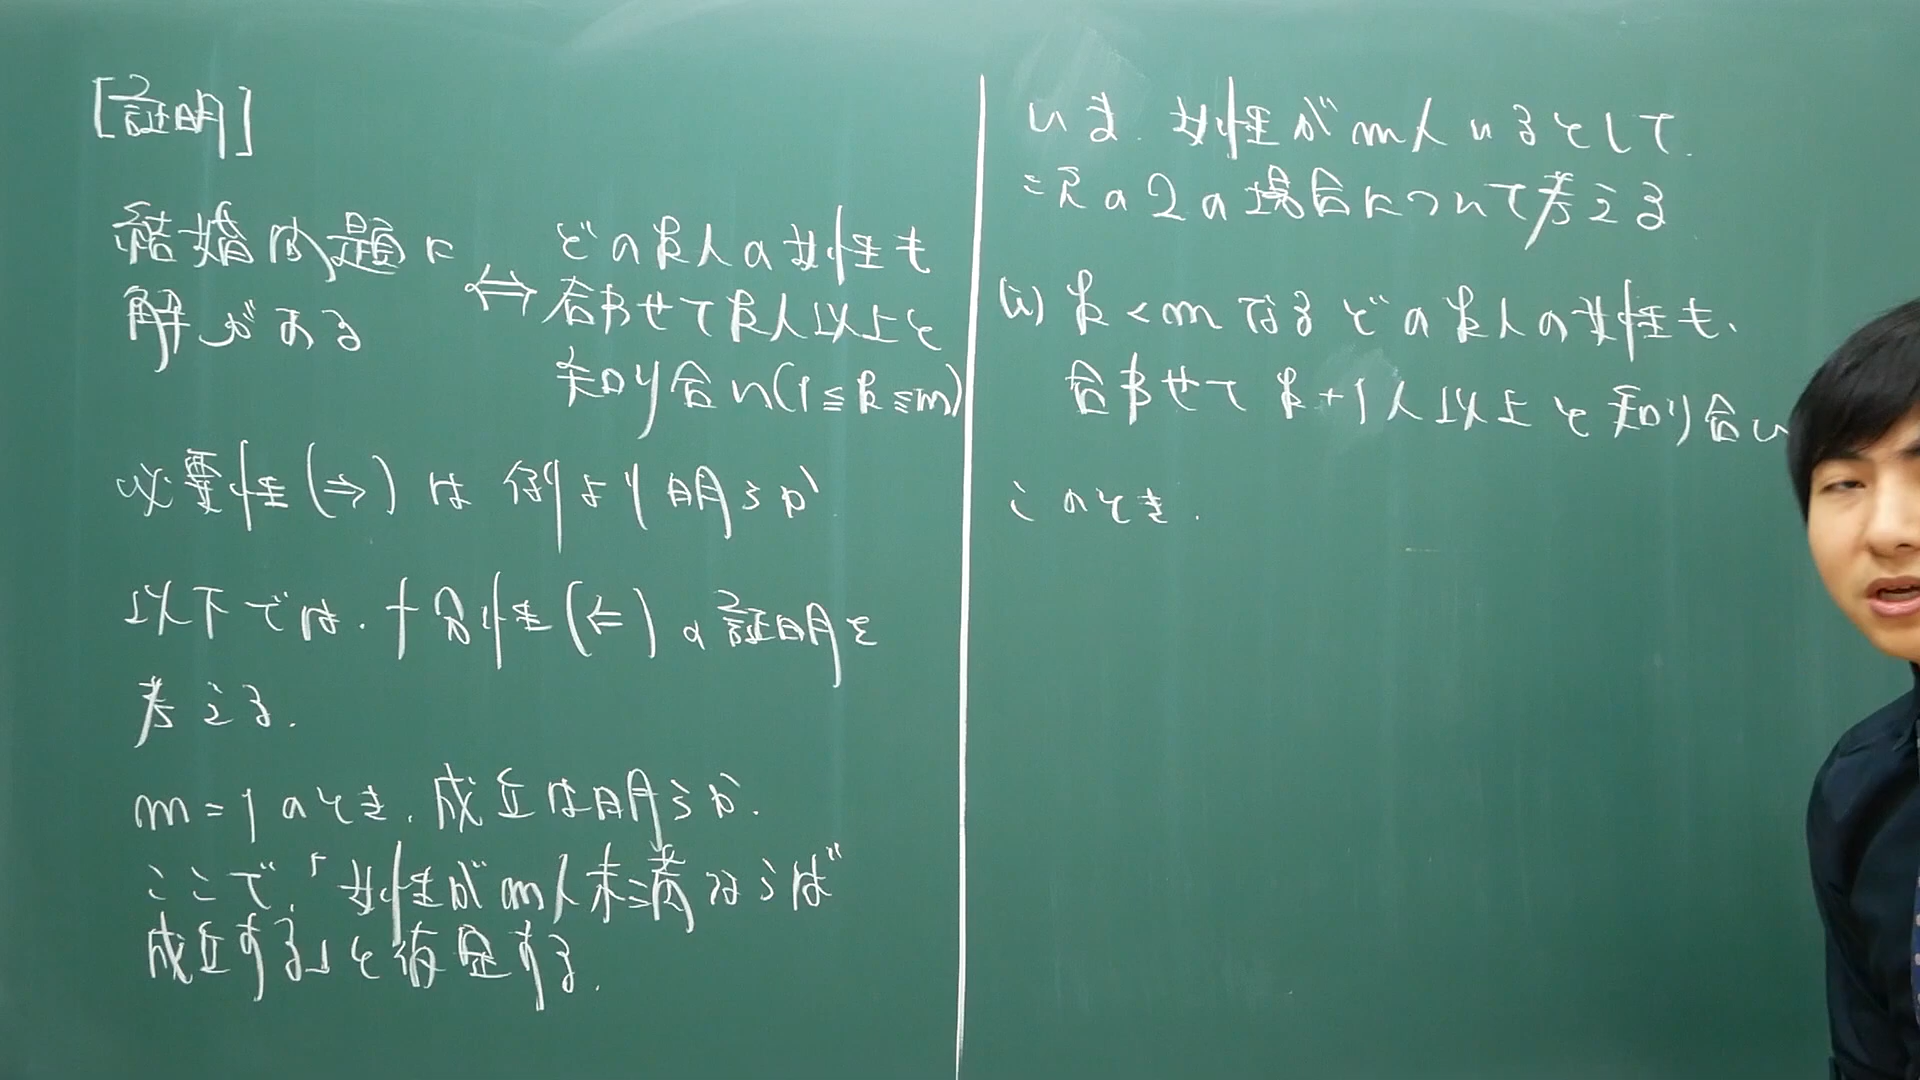 [証明]
結婚問題に
解がある
⇔
どのk人の女性も
合わせてk人以上と
知り合い(1≦k≦m)
必要性(⇒)は例より明らか
以下では、十分性(⇐)の証明を
考える.
m=1のとき、成立は明らか.
ここで、「女性がm人未満ならば
成立する」と仮定する.
いま、女性がm人いるとして、
次の2の場合について考える
(i) k<mなるどのk人の女性も、
合わせてk+1人以上と知り合い
このとき、